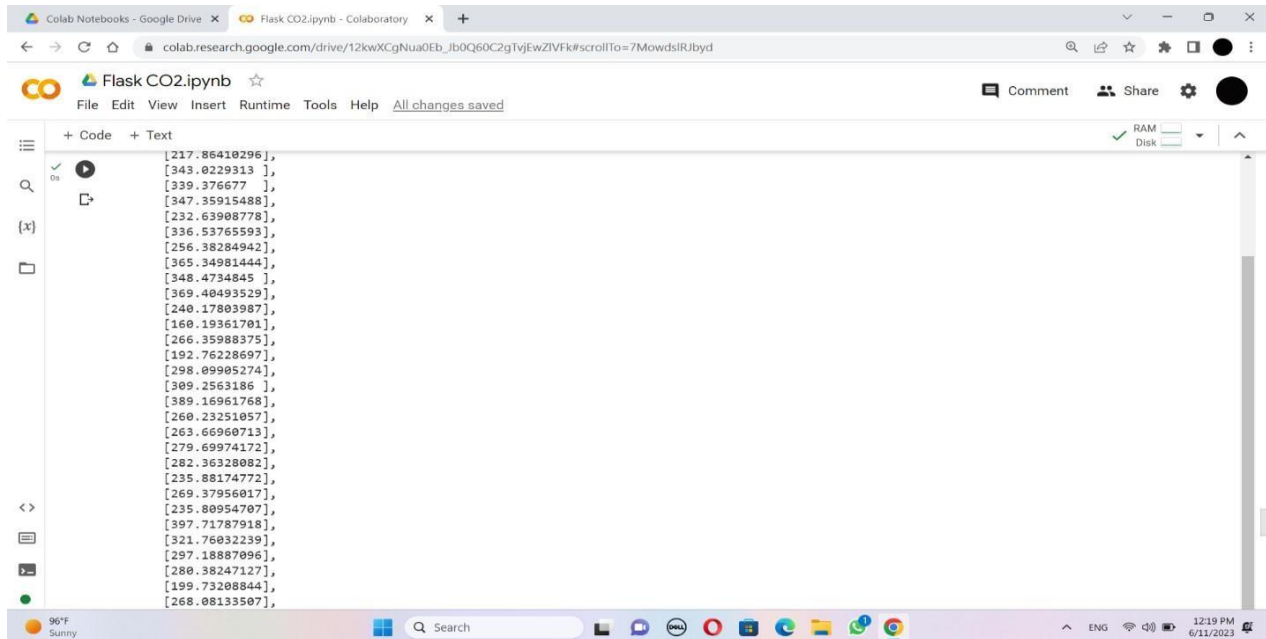 Colab Notebooks - Google Drive
Flask CO2.ipynb - Colaboratory
colab.research.google.com/drive/12kwXCgNua0Eb_Jb0Q60C2gTvjEwZlVFk#scrollTo=7MowdslRJbyd
Flask CO2.ipynb
Comment
Share
File Edit View Insert Runtime Tools Help All changes saved
+ Code + Text
RAM
Disk
[217.86410296],
0s
[343.0229313 ],
[339.376677 ],
[347.35915488],
[232.63908778],
{x}
[336.53765593],
[256.38284942],
[365.34981444],
[348.4734845 ],
[369.40493529],
[240.17803987],
[160.19361701],
[266.35988375],
[192.76228697],
[298.09905274],
[309.2563186 ],
[389.16961768],
[260.23251057],
[263.66960713],
[279.69974172],
[282.36328082],
[235.88174772],
[269.37956017],
[235.80954707],
[397.71787918],
[321.76032239],
[297.18887096],
[280.38247127],
[199.73208844],
[268.08133507],
96°F
Sunny
Search
DELL
ENG
12:19 PM
6/11/2023